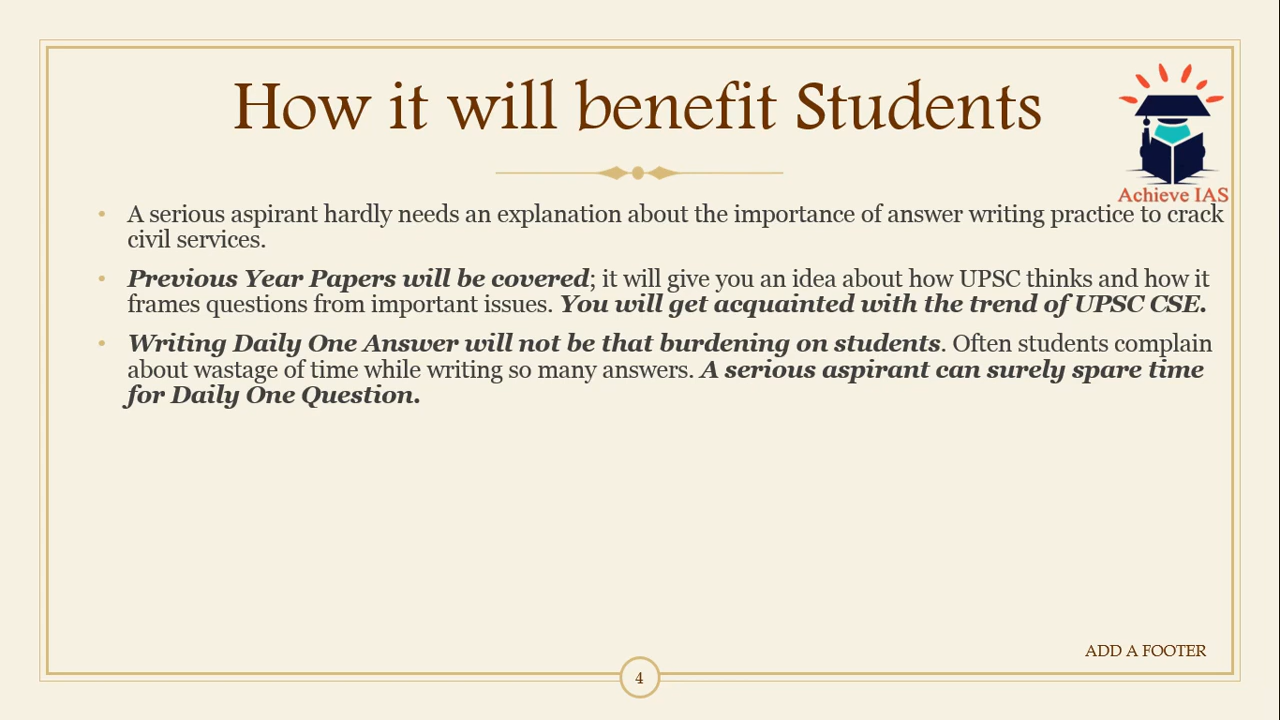 How it will benefit Students
Achieve IAS
• A serious aspirant hardly needs an explanation about the importance of answer writing practice to crack
civil services.
• Previous Year Papers will be covered; it will give you an idea about how UPSC thinks and how it
frames questions from important issues. You will get acquainted with the trend of UPSC CSE.
• Writing Daily One Answer will not be that burdening on students. Often students complain
about wastage of time while writing so many answers. A serious aspirant can surely spare time
for Daily One Question.
ADD A FOOTER
4